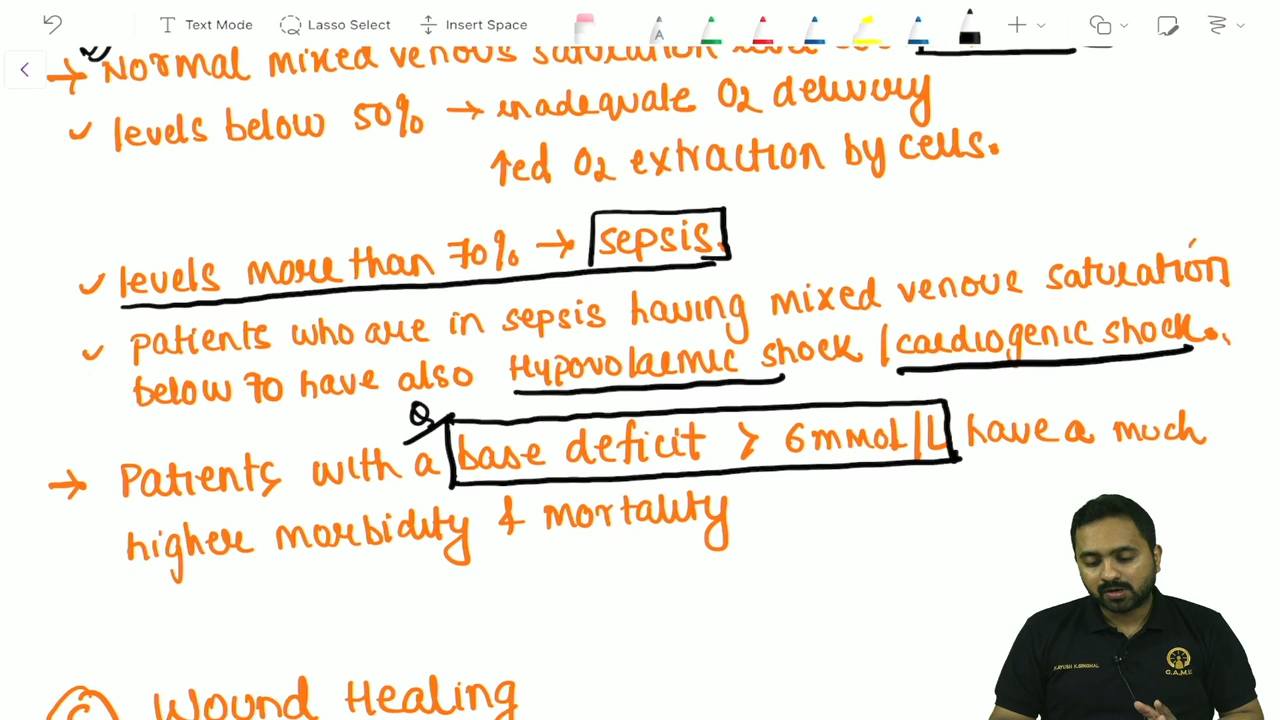 Text Mode Lasso Select Insert Space
→ Normal mixed venous saturation
✓ levels below 50% → inadequate O2 delivery
↑ed O2 extraction by cells.
✓ levels more than 70% → sepsis.
✓ patients who are in sepsis having mixed venous saturation
below 70 have also Hypovolaemic shock / cardiogenic shock.
Q
→ Patients with a base deficit > 6mmol/L have a much
higher morbidity & mortality
AYUSH K.SINGHAL
G.A.M.E
C Wound Healing